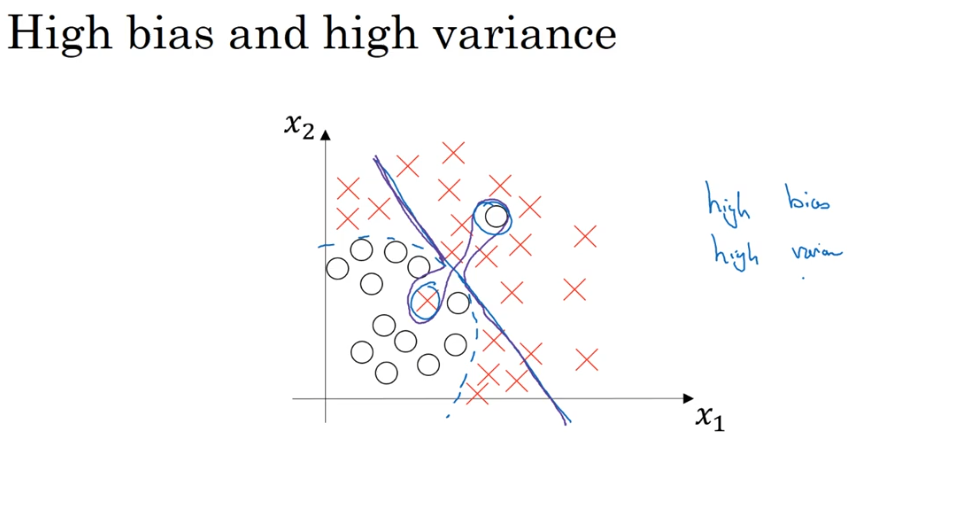 High bias and high variance
x₂
high bias
high varian
x₁